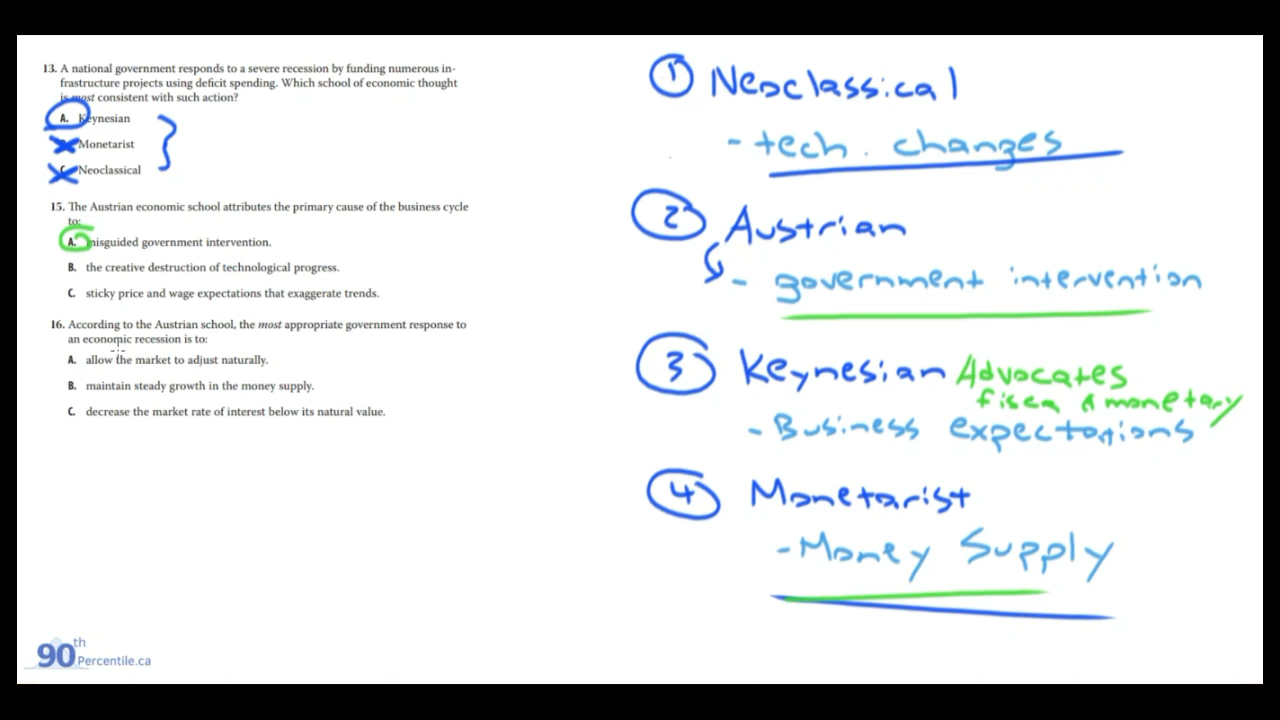 13. A national government responds to a severe recession by funding numerous in-
frastructure projects using deficit spending. Which school of economic thought
is most consistent with such action?
A. Keynesian
Monetarist
C. Neoclassical
15. The Austrian economic school attributes the primary cause of the business cycle
to:
A. misguided government intervention.
B. the creative destruction of technological progress.
C. sticky price and wage expectations that exaggerate trends.
16. According to the Austrian school, the most appropriate government response to
an economic recession is to:
A. allow the market to adjust naturally.
B. maintain steady growth in the money supply.
C. decrease the market rate of interest below its natural value.
90th
Percentile.ca
1 Neoclassical
- tech. changes
2 Austrian
- government intervention
3 Keynesian Advocates
fisca & monetary
- Business expectations
4 Monetarist
- Money Supply